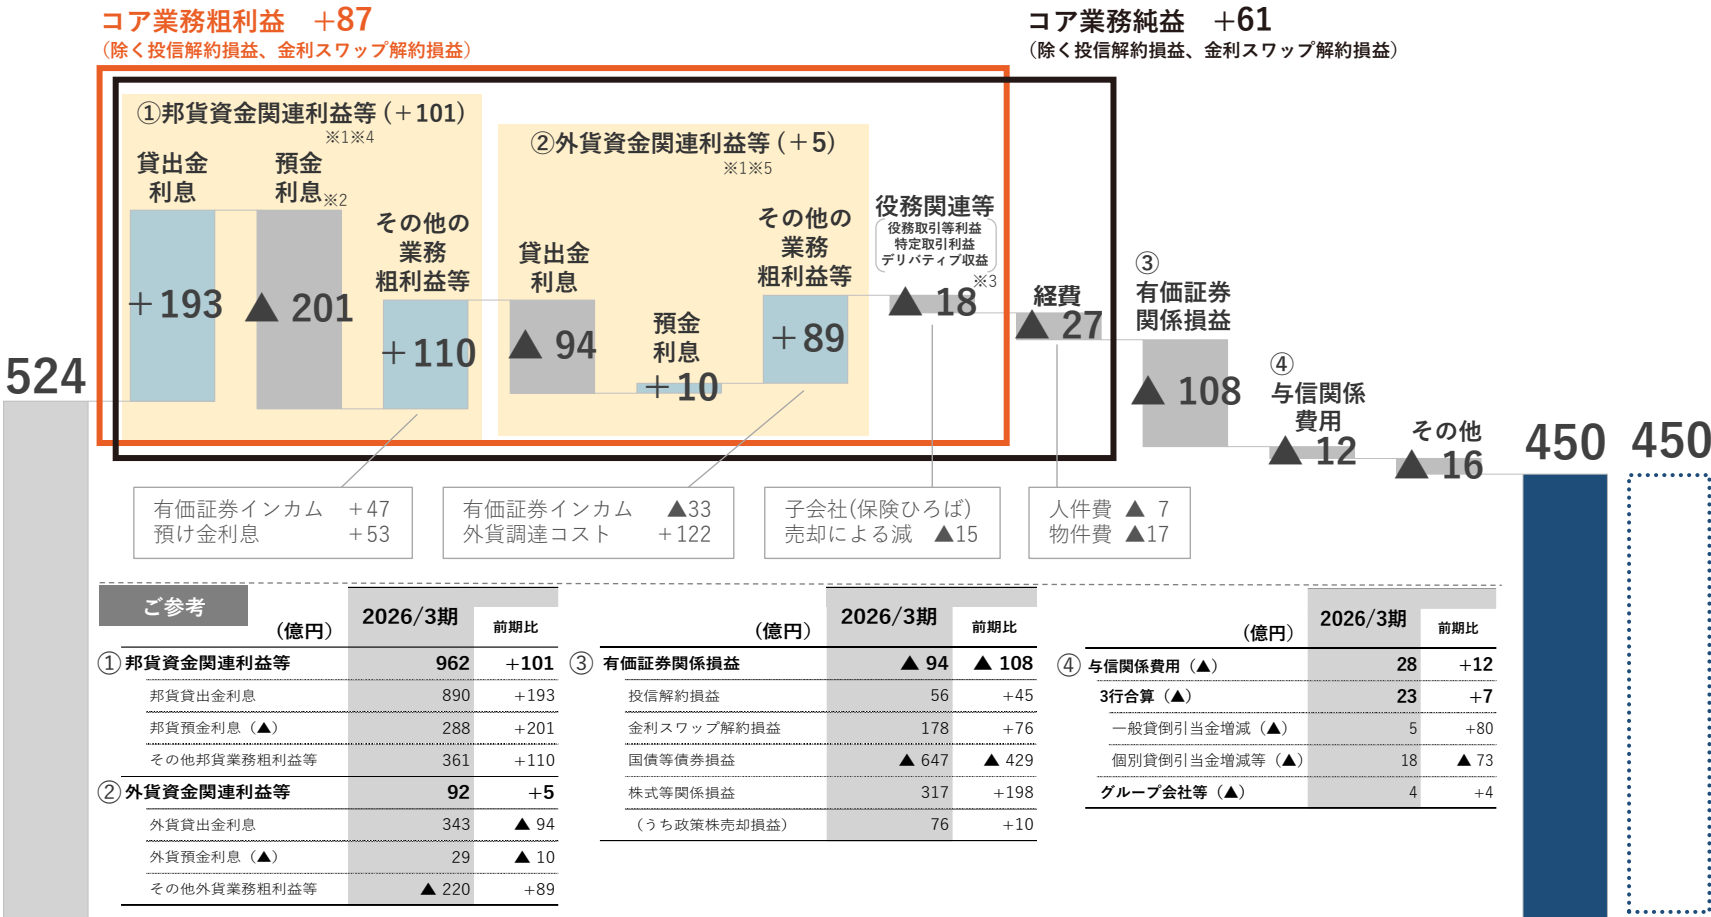 コア業務粗利益 +87
(除く投信解約損益、金利スワップ解約損益)
コア業務純益 +61
(除く投信解約損益、金利スワップ解約損益)
①邦貨資金関連利益等(+101)
※1※4
貸出金
利息
+193
預金
利息※2
▲ 201
その他の
業務
粗利益等
+110
②外貨資金関連利益等(+5)
※1※5
貸出金
利息
▲ 94
預金
利息
+10
その他の
業務
粗利益等
+89
役務関連等
役務取引等利益
特定取引利益
デリバティブ収益
※3
▲ 18
経費
▲ 27
③
有価証券
関係損益
▲ 108
④
与信関係
費用
▲ 12
その他
▲ 16
524
450
450
有価証券インカム +47
預け金利息 +53
有価証券インカム ▲33
外貨調達コスト +122
子会社(保険ひろば)
売却による減 ▲15
人件費 ▲ 7
物件費 ▲17
ご参考
(億円) 2026/3期 前期比
①邦貨資金関連利益等 962 +101
邦貨貸出金利息 890 +193
邦貨預金利息(▲) 288 +201
その他邦貨業務粗利益等 361 +110
②外貨資金関連利益等 92 +5
外貨貸出金利息 343 ▲ 94
外貨預金利息(▲) 29 ▲ 10
その他外貨業務粗利益等 ▲ 220 +89
(億円) 2026/3期 前期比
③ 有価証券関係損益 ▲ 94 ▲ 108
投信解約損益 56 +45
金利スワップ解約損益 178 +76
国債等債券損益 ▲ 647 ▲ 429
株式等関係損益 317 +198
(うち政策株売却損益) 76 +10
(億円) 2026/3期 前期比
④ 与信関係費用(▲) 28 +12
3行合算(▲) 23 +7
一般貸倒引当金増減(▲) 5 +80
個別貸倒引当金増減等(▲) 18 ▲ 73
グループ会社等(▲) 4 +4